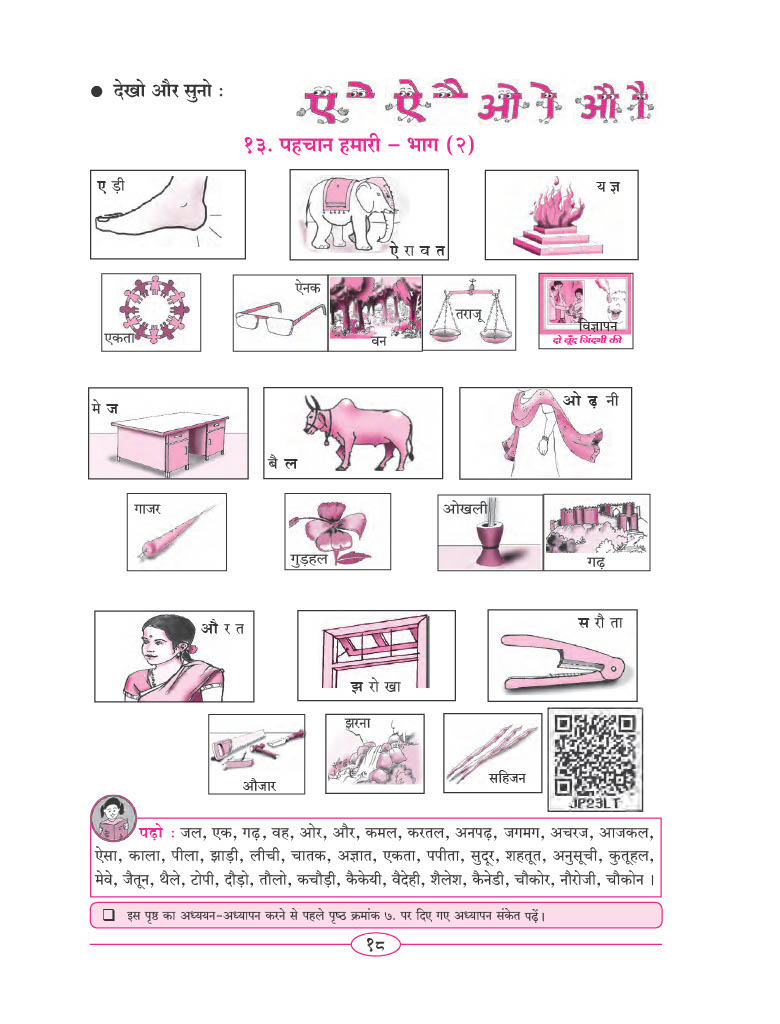 ● देखो और सुनो : ए े ऐ ै ओ ो औ ौ
१३. पहचान हमारी – भाग (२)
ए ड़ी
ऐ रा व त
य ज्ञ
एकता
ऐनक
वन
तराजू
विज्ञापन
दो बूँद जिंदगी की
मे ज
बै ल
ओ ढ़ नी
गाजर
गुड़हल
ओखली
गढ़
औ र त
झ रो खा
स रौ ता
औजार
झरना
सहिजन
JP23LT
पढ़ो : जल, एक, गढ़, वह, ओर, और, कमल, करतल, अनपढ़, जगमग, अचरज, आजकल,
ऐसा, काला, पीला, झाड़ी, लीची, चातक, अज्ञात, एकता, पपीता, सुदूर, शहतूत, अनुसूची, कुतूहल,
मेवे, जैतून, थैले, टोपी, दौड़ो, तौलो, कचौड़ी, कैकेयी, वैदेही, शैलेश, कैनेडी, चौकोर, नौरोजी, चौकोन ।
❑ इस पृष्ठ का अध्ययन-अध्यापन करने से पहले पृष्ठ क्रमांक ७. पर दिए गए अध्यापन संकेत पढ़ें।
१८